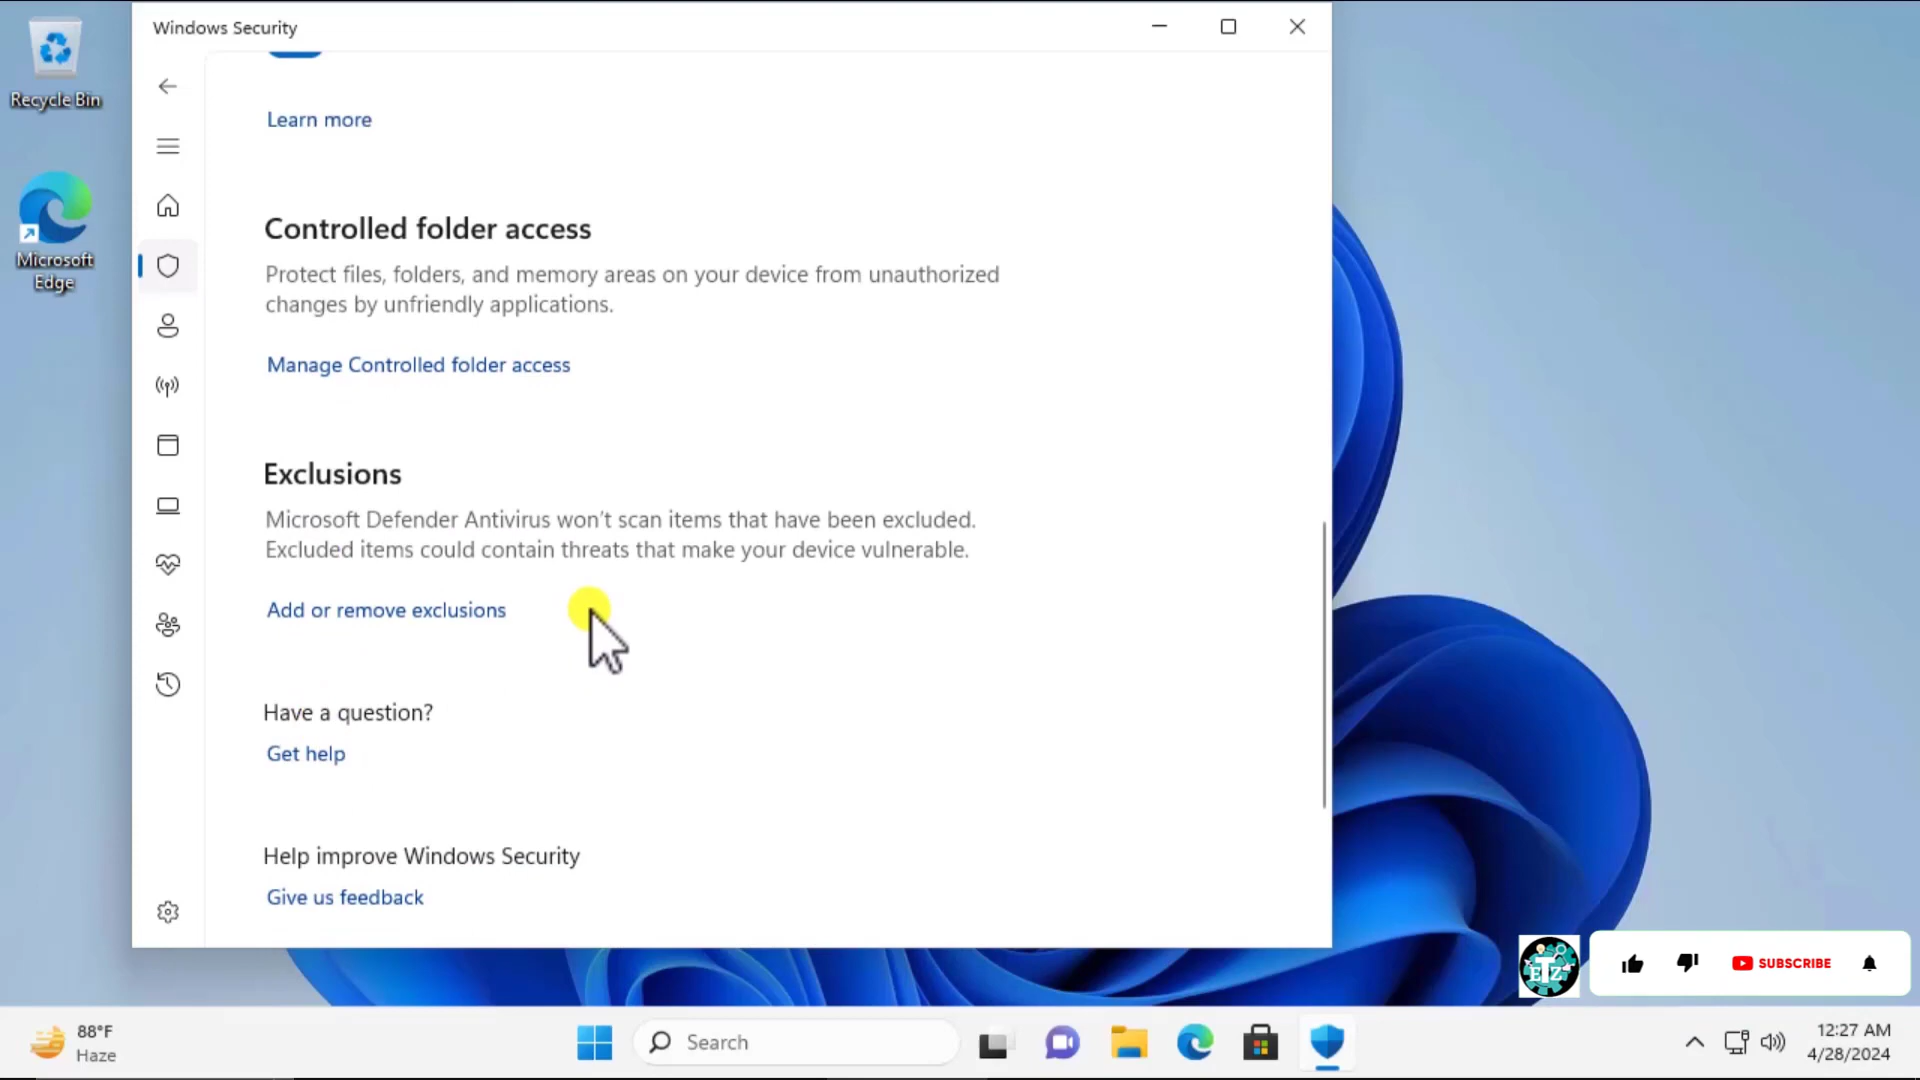 Windows Security
Recycle Bin
Learn more
Microsoft
Edge
Controlled folder access
Protect files, folders, and memory areas on your device from unauthorized
changes by unfriendly applications.
Manage Controlled folder access
Exclusions
Microsoft Defender Antivirus won't scan items that have been excluded.
Excluded items could contain threats that make your device vulnerable.
Add or remove exclusions
Have a question?
Get help
Help improve Windows Security
Give us feedback
ETZ
SUBSCRIBE
88°F
Haze
Search
12:27 AM
4/28/2024